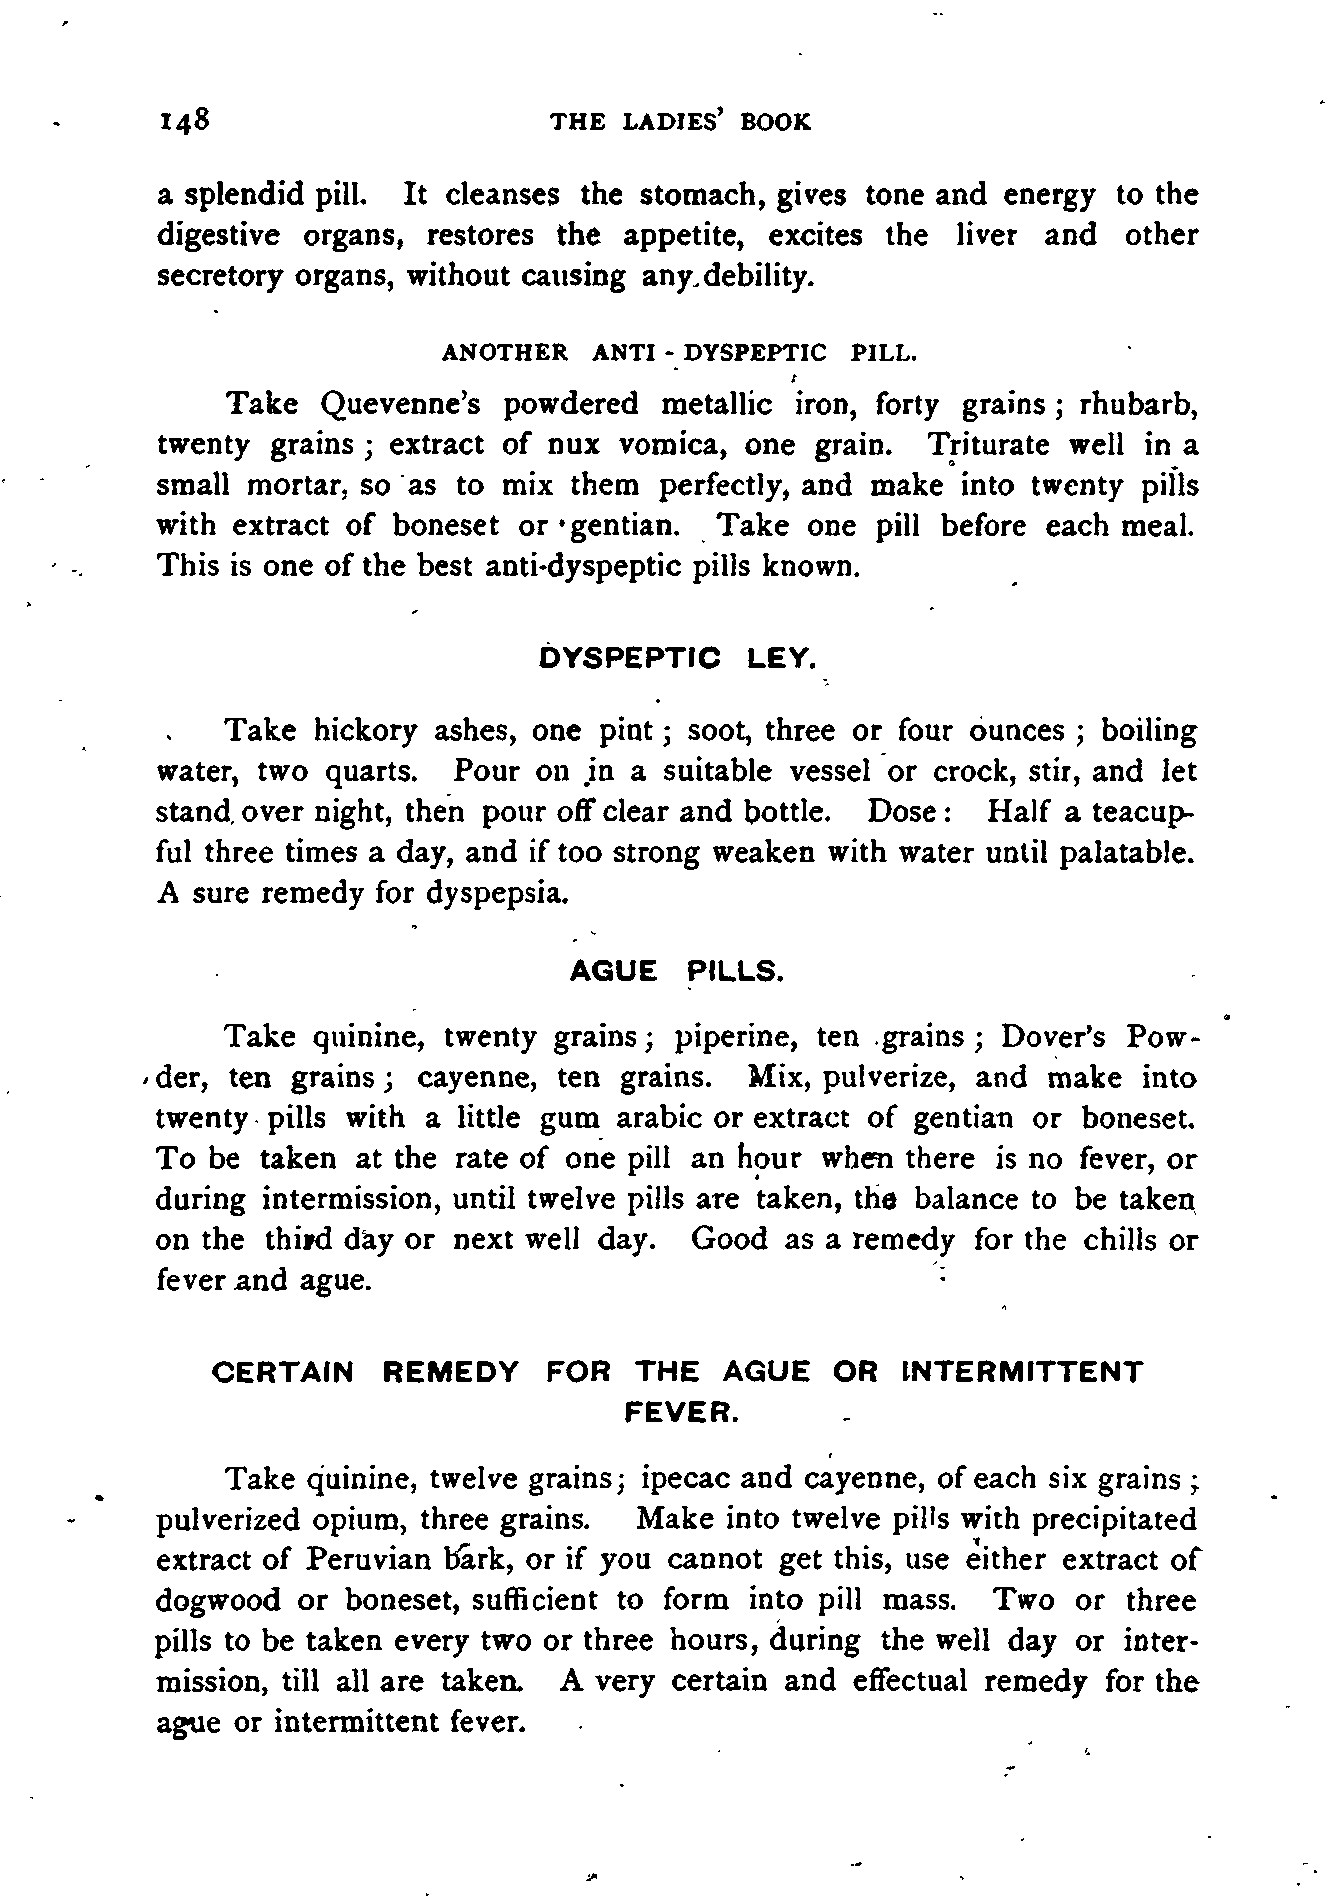 148 THE LADIES' BOOK
a splendid pill. It cleanses the stomach, gives tone and energy to the
digestive organs, restores the appetite, excites the liver and other
secretory organs, without causing any debility.
ANOTHER ANTI-DYSPEPTIC PILL.
Take Quevenne's powdered metallic iron, forty grains; rhubarb,
twenty grains; extract of nux vomica, one grain. Triturate well in a
small mortar, so as to mix them perfectly, and make into twenty pills
with extract of boneset or gentian. Take one pill before each meal.
This is one of the best anti-dyspeptic pills known.
DYSPEPTIC LEY.
Take hickory ashes, one pint; soot, three or four ounces; boiling
water, two quarts. Pour on in a suitable vessel or crock, stir, and let
stand over night, then pour off clear and bottle. Dose: Half a teacup-
ful three times a day, and if too strong weaken with water until palatable.
A sure remedy for dyspepsia.
AGUE PILLS.
Take quinine, twenty grains; piperine, ten grains; Dover's Pow-
der, ten grains; cayenne, ten grains. Mix, pulverize, and make into
twenty pills with a little gum arabic or extract of gentian or boneset.
To be taken at the rate of one pill an hour when there is no fever, or
during intermission, until twelve pills are taken, the balance to be taken
on the third day or next well day. Good as a remedy for the chills or
fever and ague.
CERTAIN REMEDY FOR THE AGUE OR INTERMITTENT
FEVER.
Take quinine, twelve grains; ipecac and cayenne, of each six grains;
pulverized opium, three grains. Make into twelve pills with precipitated
extract of Peruvian bark, or if you cannot get this, use either extract of
dogwood or boneset, sufficient to form into pill mass. Two or three
pills to be taken every two or three hours, during the well day or inter-
mission, till all are taken. A very certain and effectual remedy for the
ague or intermittent fever.